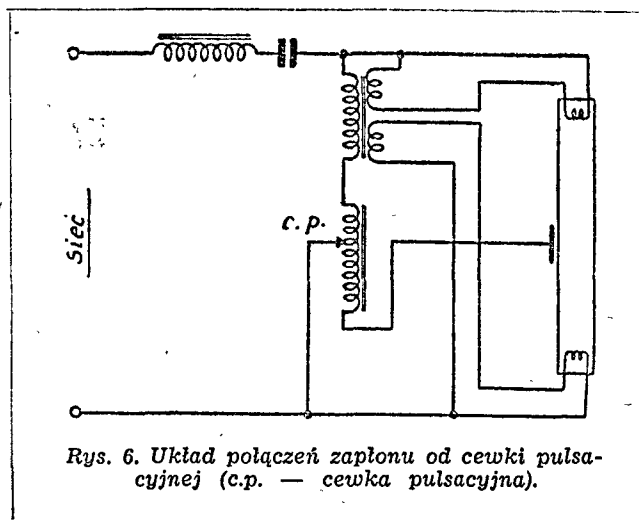 c. p.
sieć
Rys. 6. Układ połączeń zapłonu od cewki pulsa-
cyjnej (c.p. — cewka pulsacyjna).